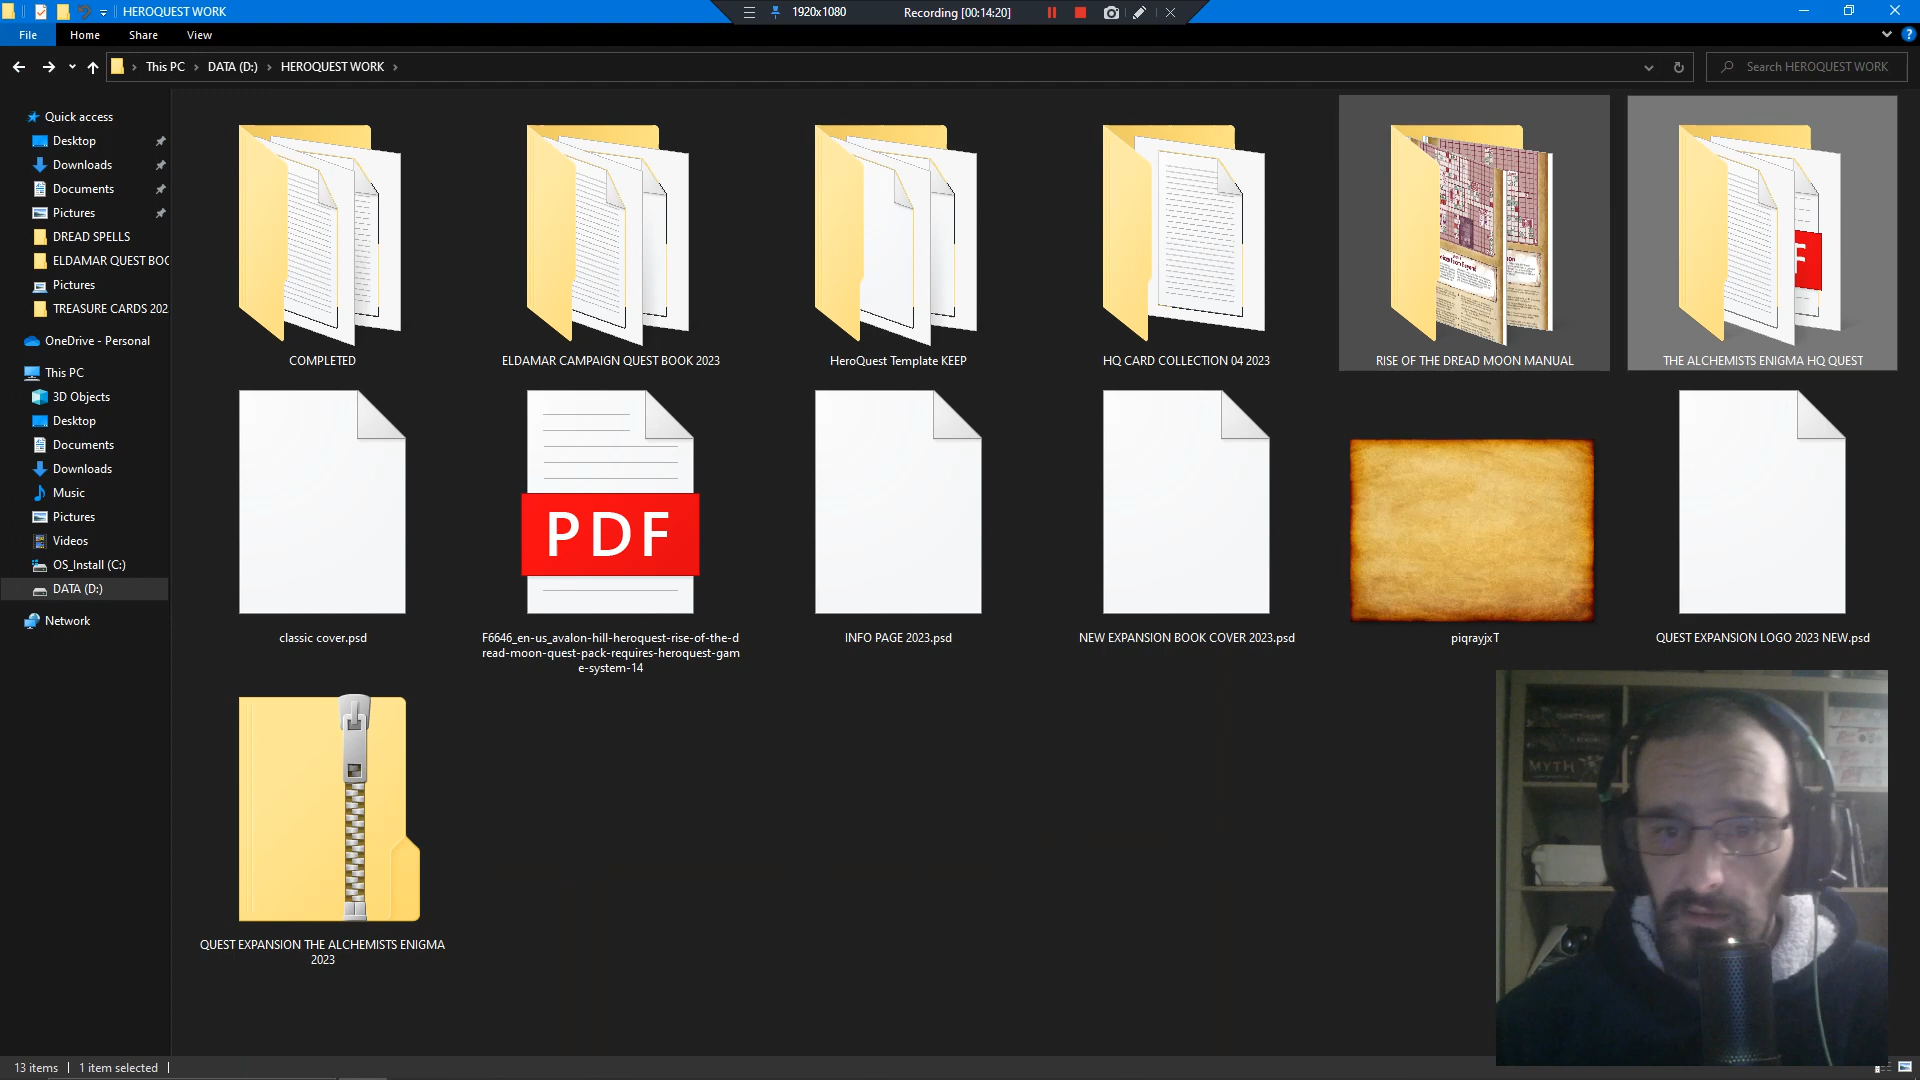 HEROQUEST WORK
1920x1080
Recording [00:14:20]
File
Home
Share
View
This PC
DATA (D:)
HEROQUEST WORK
Search HEROQUEST WORK
Quick access
Desktop
Downloads
Documents
Pictures
DREAD SPELLS
ELDAMAR QUEST BOO
Pictures
TREASURE CARDS 202
OneDrive - Personal
This PC
3D Objects
Desktop
Documents
Downloads
Music
Pictures
Videos
OS_Install (C:)
DATA (D:)
Network
COMPLETED
ELDAMAR CAMPAIGN QUEST BOOK 2023
HeroQuest Template KEEP
HQ CARD COLLECTION 04 2023
RISE OF THE DREAD MOON MANUAL
THE ALCHEMISTS ENIGMA HQ QUEST
PDF
classic cover.psd
F6646_en-us_avalon-hill-heroquest-rise-of-the-d
read-moon-quest-pack-requires-heroquest-gam
e-system-14
INFO PAGE 2023.psd
NEW EXPANSION BOOK COVER 2023.psd
piqrayjxT
QUEST EXPANSION LOGO 2023 NEW.psd
QUEST EXPANSION THE ALCHEMISTS ENIGMA
2023
MYTH
13 items
1 item selected